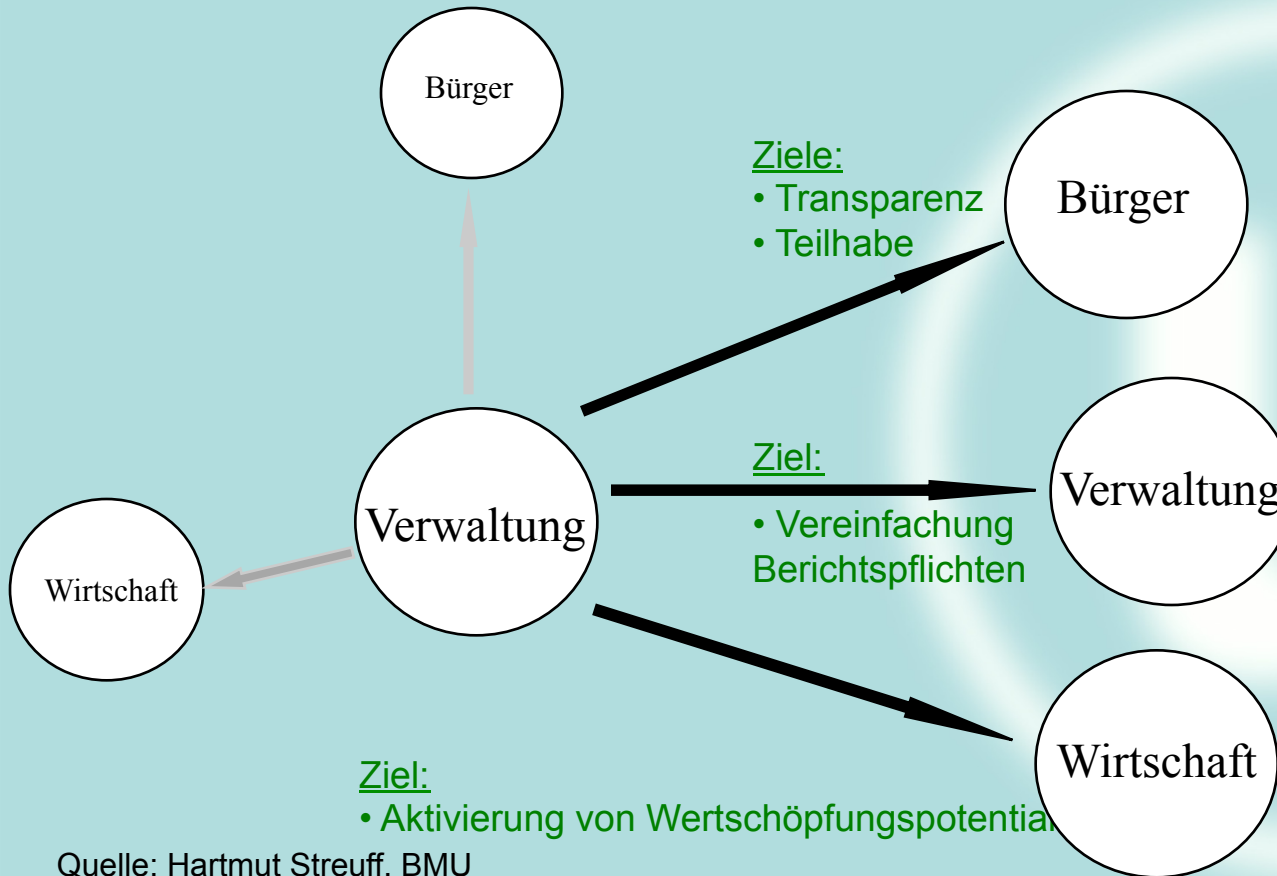 Bürger
Ziele:
• Transparenz
• Teilhabe
Bürger
Verwaltung
Ziel:
• Vereinfachung
Berichtspflichten
Verwaltung
Wirtschaft
Wirtschaft
Ziel:
• Aktivierung von Wertschöpfungspotential
Quelle: Hartmut Streuff, BMU